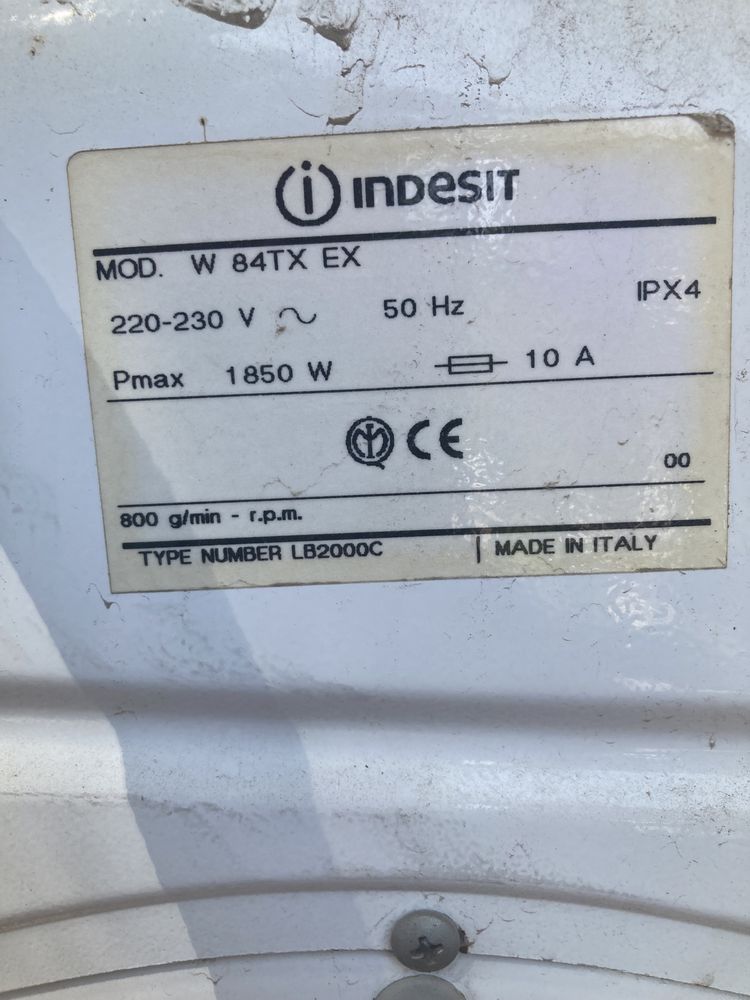 INDESIT
MOD. W 84TX EX
220-230 V ~ 50 Hz IPX4
Pmax 1850 W 10 A
CE
00
800 g/min - r.p.m.
TYPE NUMBER LB2000C | MADE IN ITALY